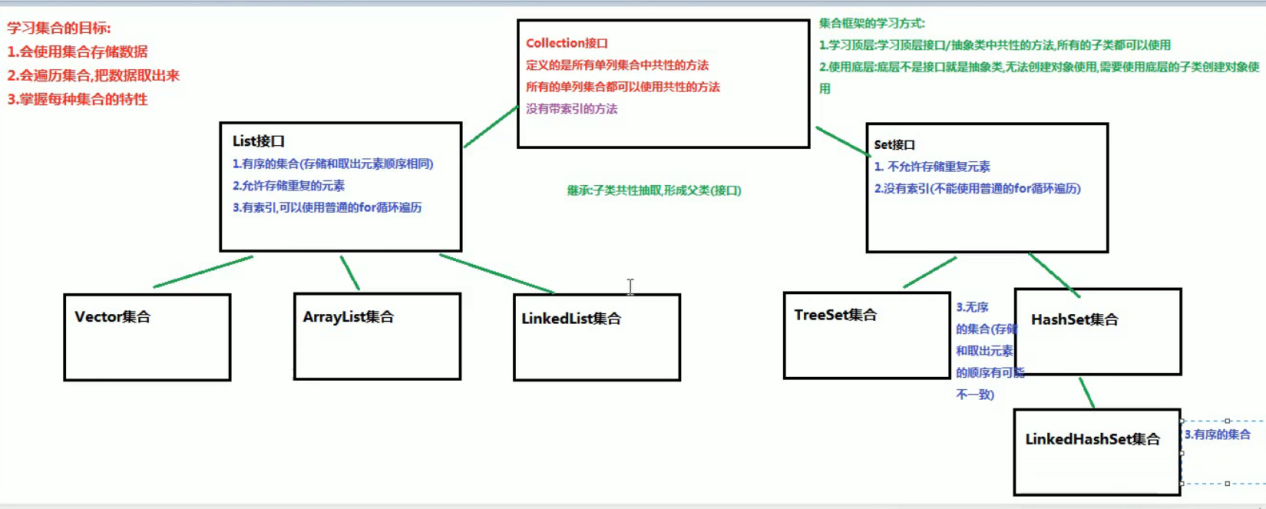 学习集合的目标:
1.会使用集合存储数据
2.会遍历集合,把数据取出来
3.掌握每种集合的特性
Collection接口
定义的是所有单列集合中共性的方法
所有的单列集合都可以使用共性的方法
没有带索引的方法
集合框架的学习方式:
1.学习顶层:学习顶层接口/抽象类中共性的方法,所有的子类都可以使用
2.使用底层:底层不是接口就是抽象类,无法创建对象使用,需要使用底层的子类创建对象使
用
List接口
1.有序的集合(存储和取出元素顺序相同)
2.允许存储重复的元素
3.有索引,可以使用普通的for循环遍历
继承:子类共性抽取,形成父类(接口)
Set接口
1. 不允许存储重复元素
2.没有索引(不能使用普通的for循环遍历)
Vector集合
ArrayList集合
LinkedList集合
TreeSet集合
3.无序
的集合(存储
和取出元素
的顺序有可能
不一致)
HashSet集合
LinkedHashSet集合
3.有序的集合